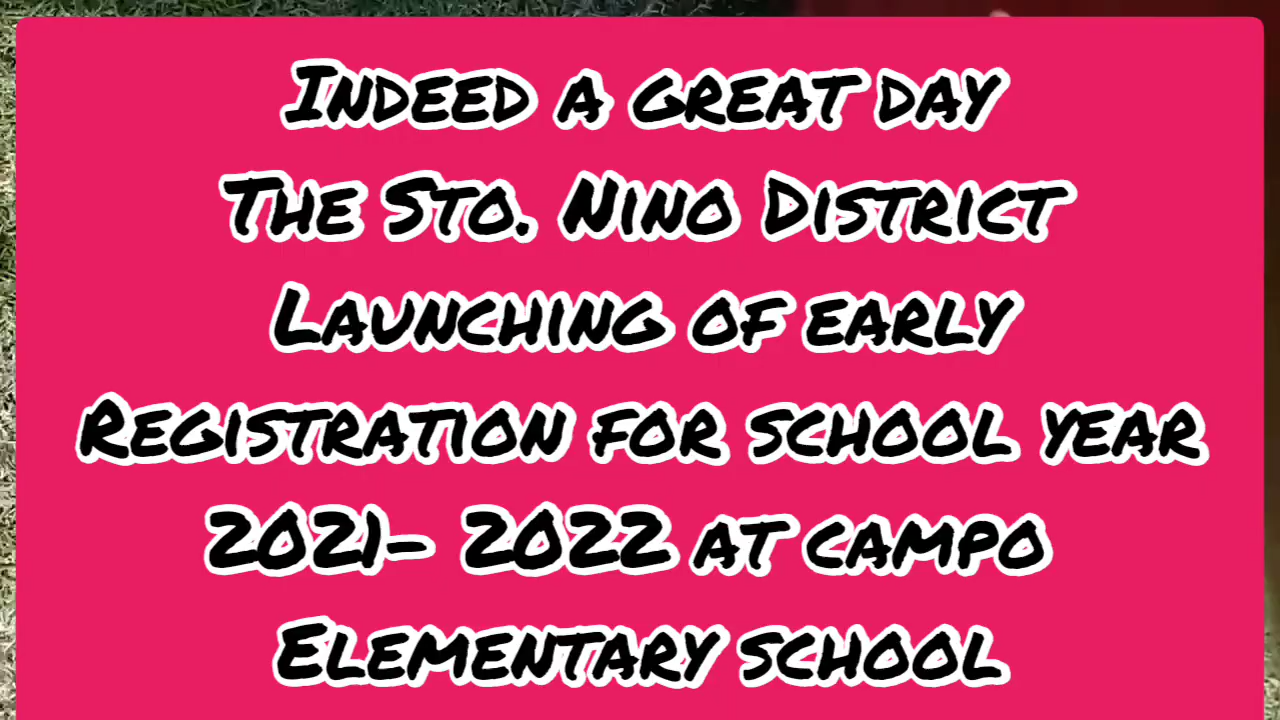 Indeed a great day
The Sto. Nino District
Launching of early
Registration for school year
2021- 2022 at campo
Elementary school